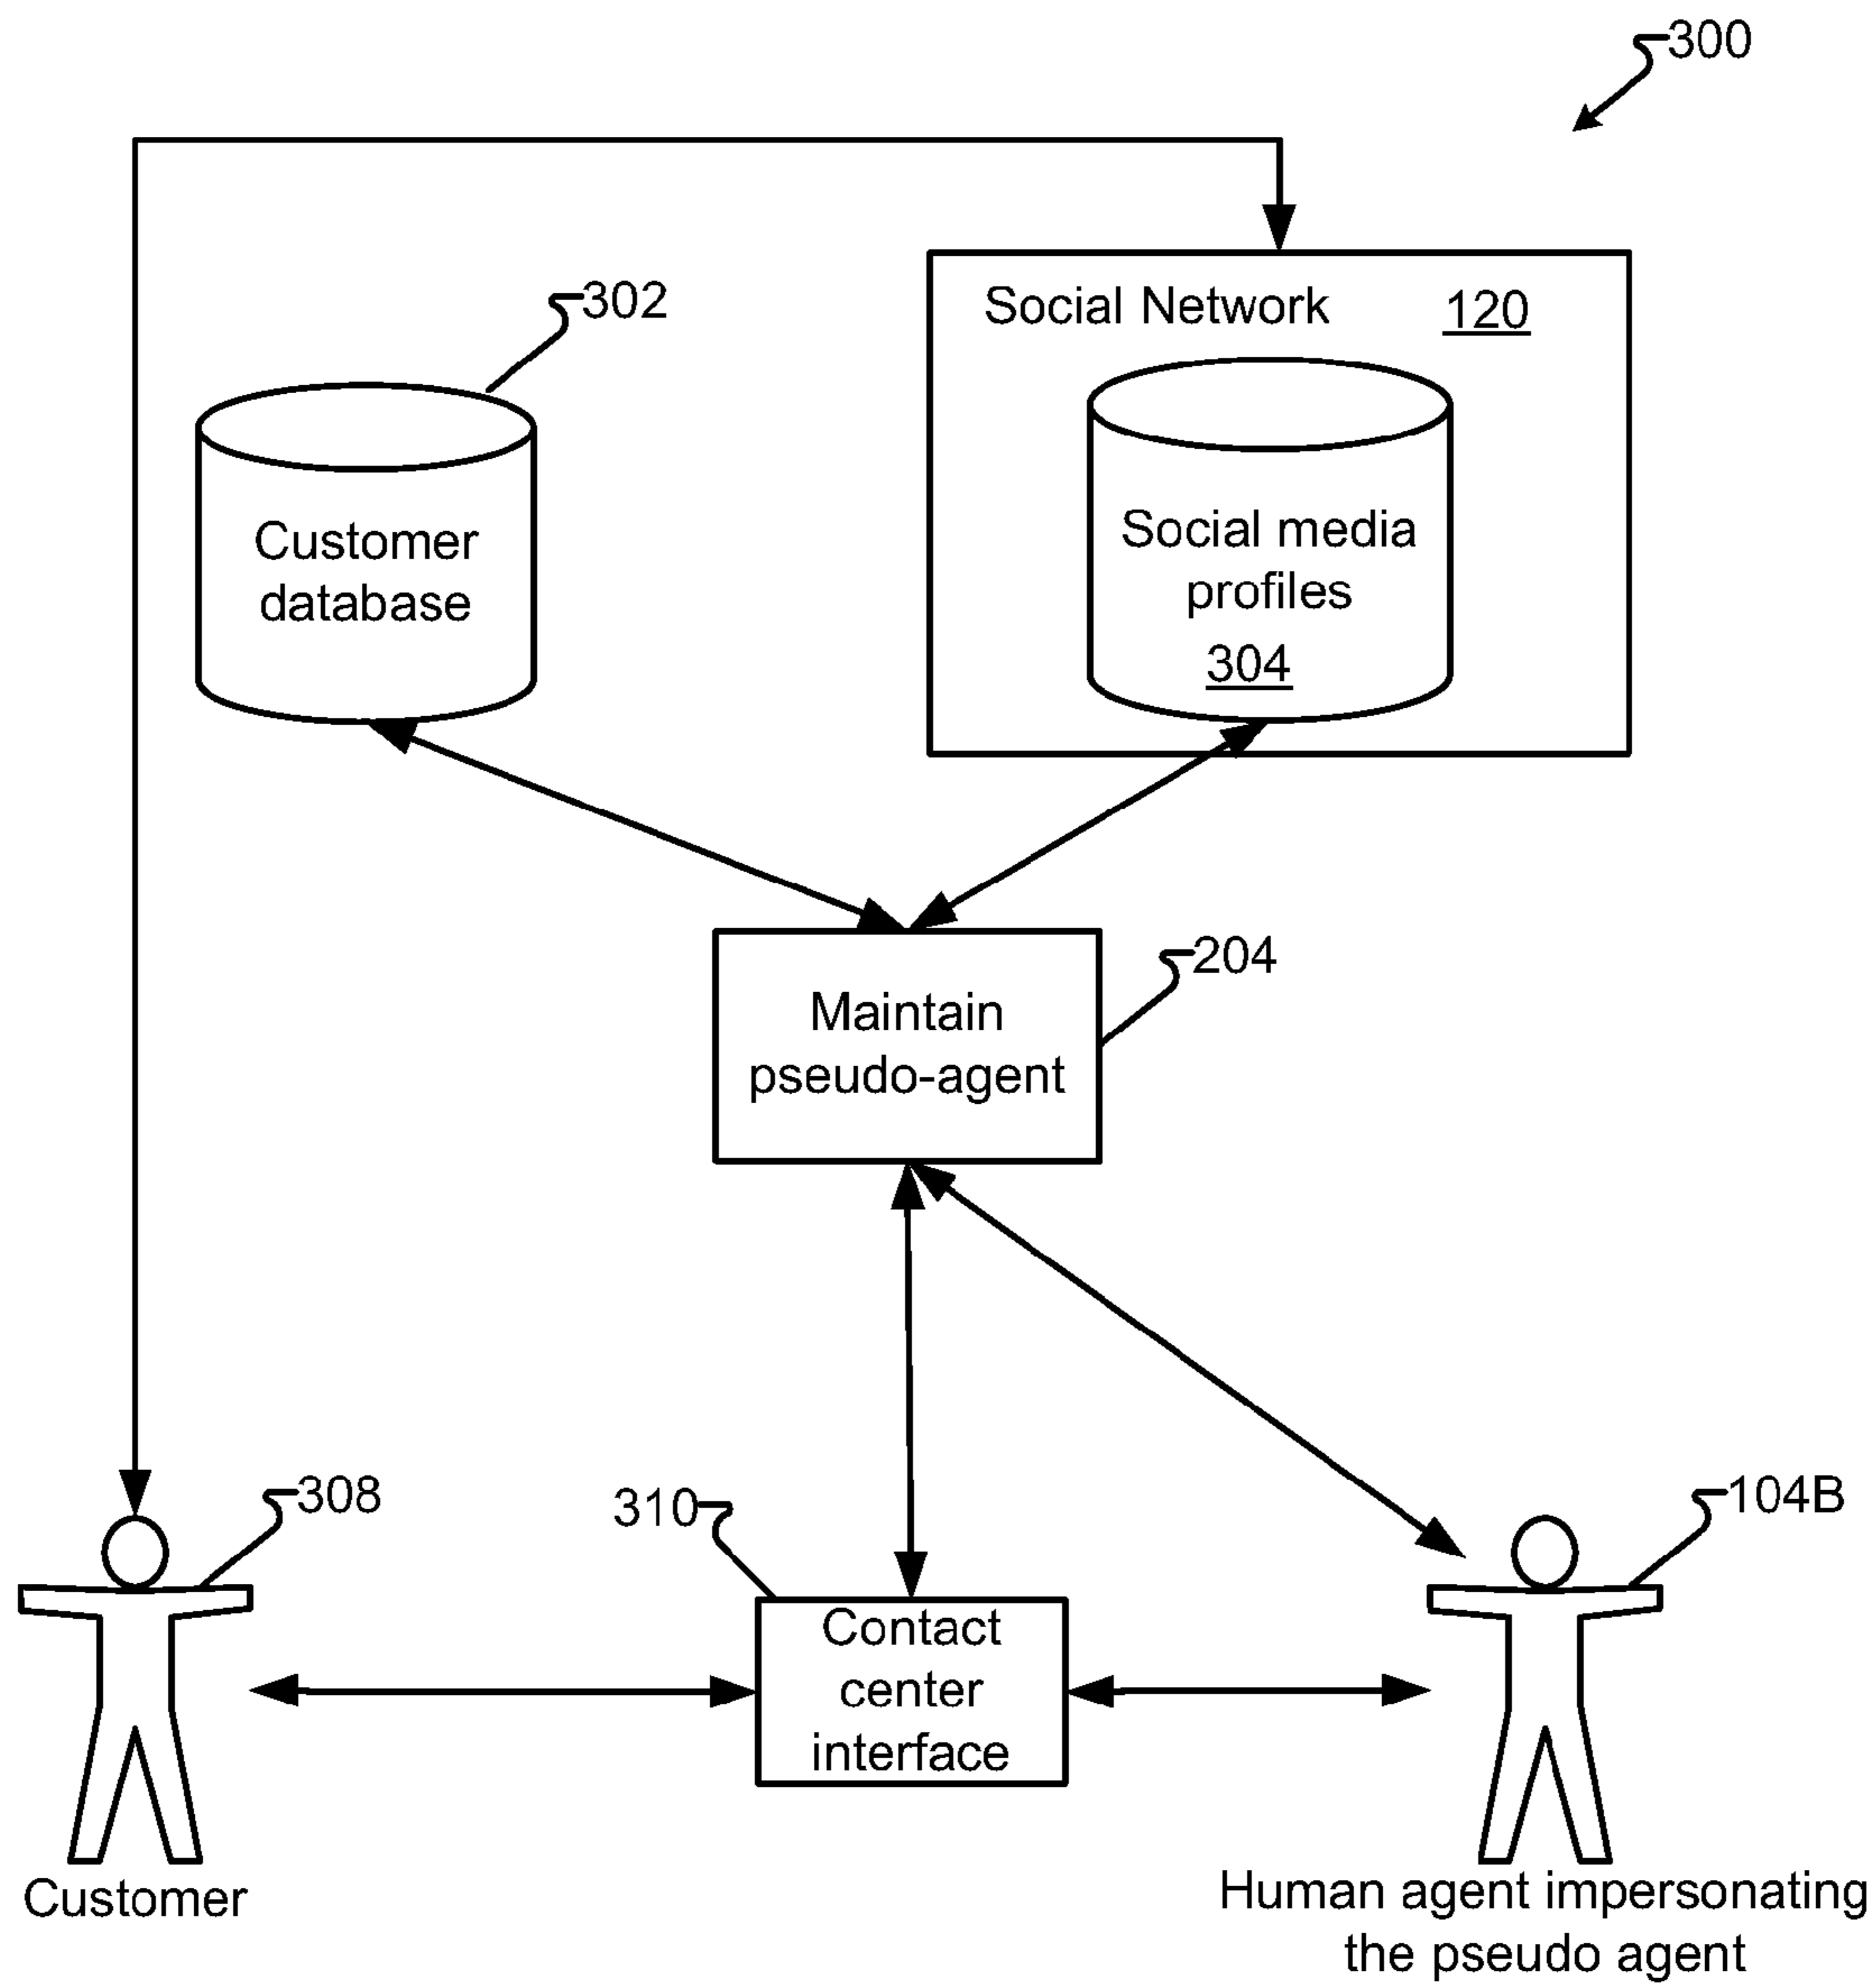 300
302
Social Network 120
Customer
database
Social media
profiles
304
204
Maintain
pseudo-agent
308
310
104B
Contact
center
interface
Customer
Human agent impersonating
the pseudo agent